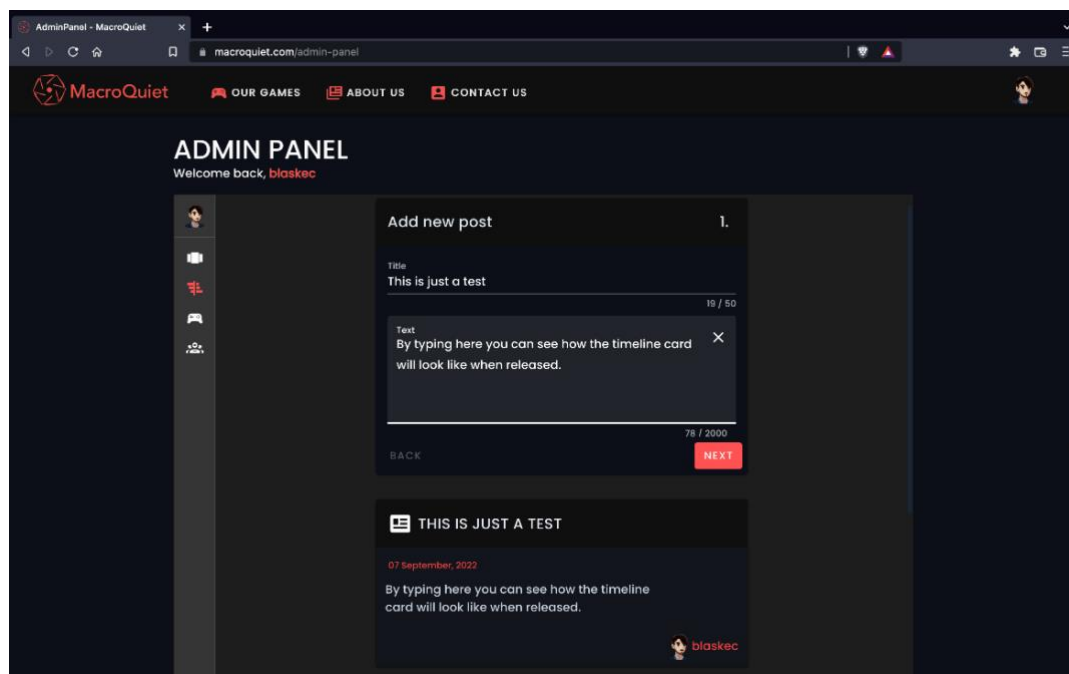 AdminPanel - MacroQuiet
macroquiet.com/admin-panel
MacroQuiet OUR GAMES ABOUT US CONTACT US
ADMIN PANEL
Welcome back, blaskec
Add new post 1.
Title
This is just a test
19 / 50
Text
By typing here you can see how the timeline card
will look like when released.
78 / 2000
BACK NEXT
THIS IS JUST A TEST
07 September, 2022
By typing here you can see how the timeline
card will look like when released.
blaskec